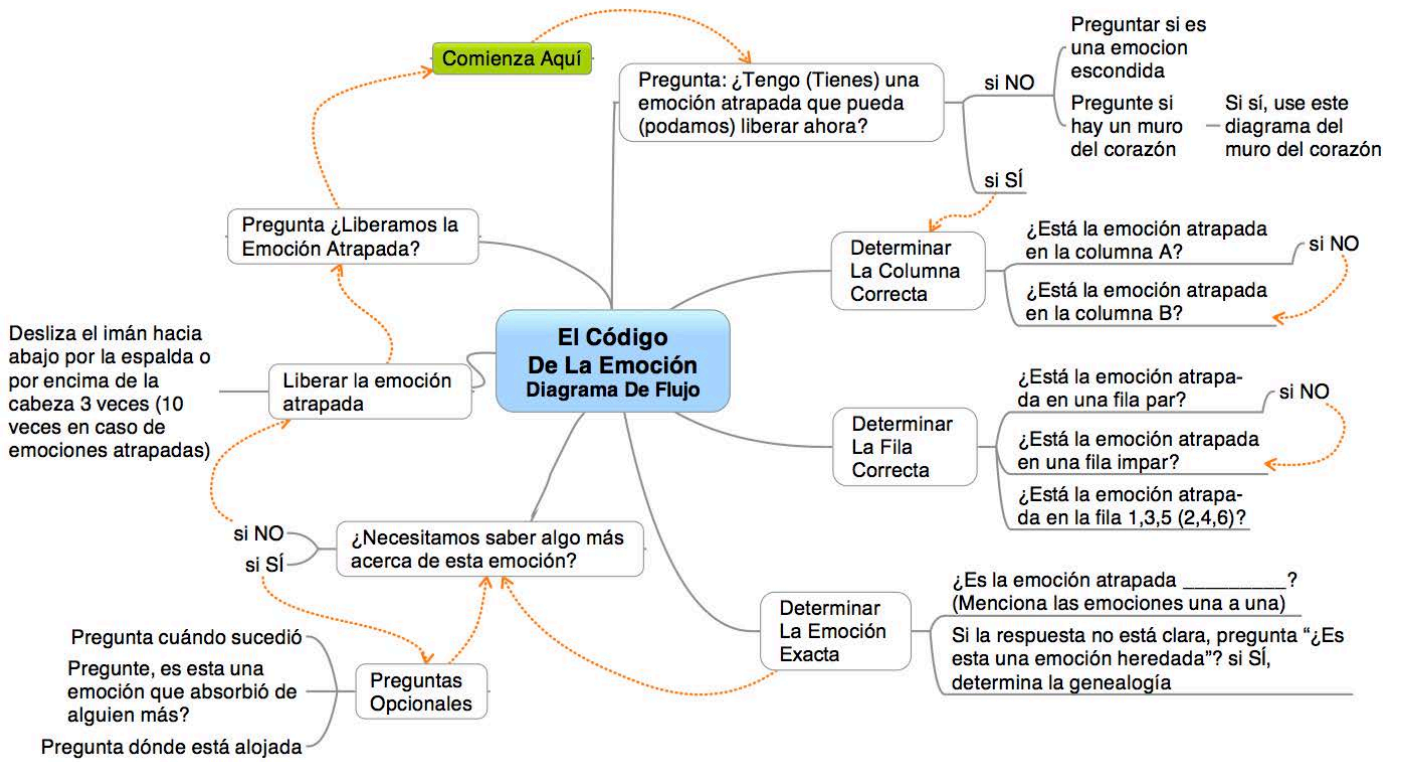 Comienza Aquí
Pregunta: ¿Tengo (Tienes) una
emoción atrapada que pueda
(podamos) liberar ahora?
si NO
Preguntar si es
una emocion
escondida
Pregunte si
hay un muro
del corazón
Si sí, use este
diagrama del
muro del corazón
si SÍ
Determinar
La Columna
Correcta
¿Está la emoción atrapada
en la columna A?
si NO
¿Está la emoción atrapada
en la columna B?
El Código
De La Emoción
Diagrama De Flujo
Determinar
La Fila
Correcta
¿Está la emoción atrapa-
da en una fila par?
si NO
¿Está la emoción atrapada
en una fila impar?
¿Está la emoción atrapa-
da en la fila 1,3,5 (2,4,6)?
Determinar
La Emoción
Exacta
¿Es la emoción atrapada _________?
(Menciona las emociones una a una)
Si la respuesta no está clara, pregunta “¿Es
esta una emoción heredada”? si SÍ,
determina la genealogía
¿Necesitamos saber algo más
acerca de esta emoción?
si NO
si SÍ
Preguntas
Opcionales
Pregunta cuándo sucedió
Pregunte, es esta una
emoción que absorbió de
alguien más?
Pregunta dónde está alojada
Liberar la emoción
atrapada
Desliza el imán hacia
abajo por la espalda o
por encima de la
cabeza 3 veces (10
veces en caso de
emociones atrapadas)
Pregunta ¿Liberamos la
Emoción Atrapada?